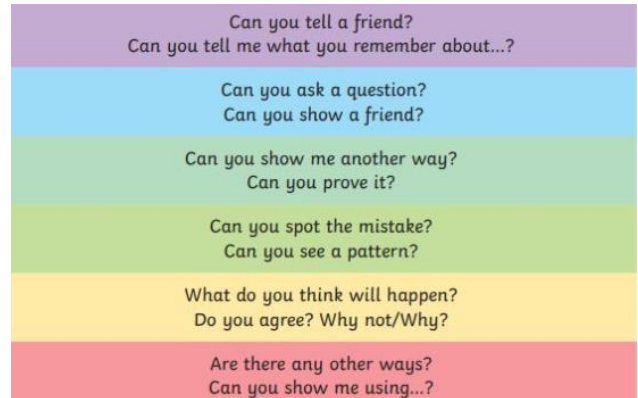 Can you tell a friend?
Can you tell me what you remember about...?
Can you ask a question?
Can you show a friend?
Can you show me another way?
Can you prove it?
Can you spot the mistake?
Can you see a pattern?
What do you think will happen?
Do you agree? Why not/Why?
Are there any other ways?
Can you show me using...?